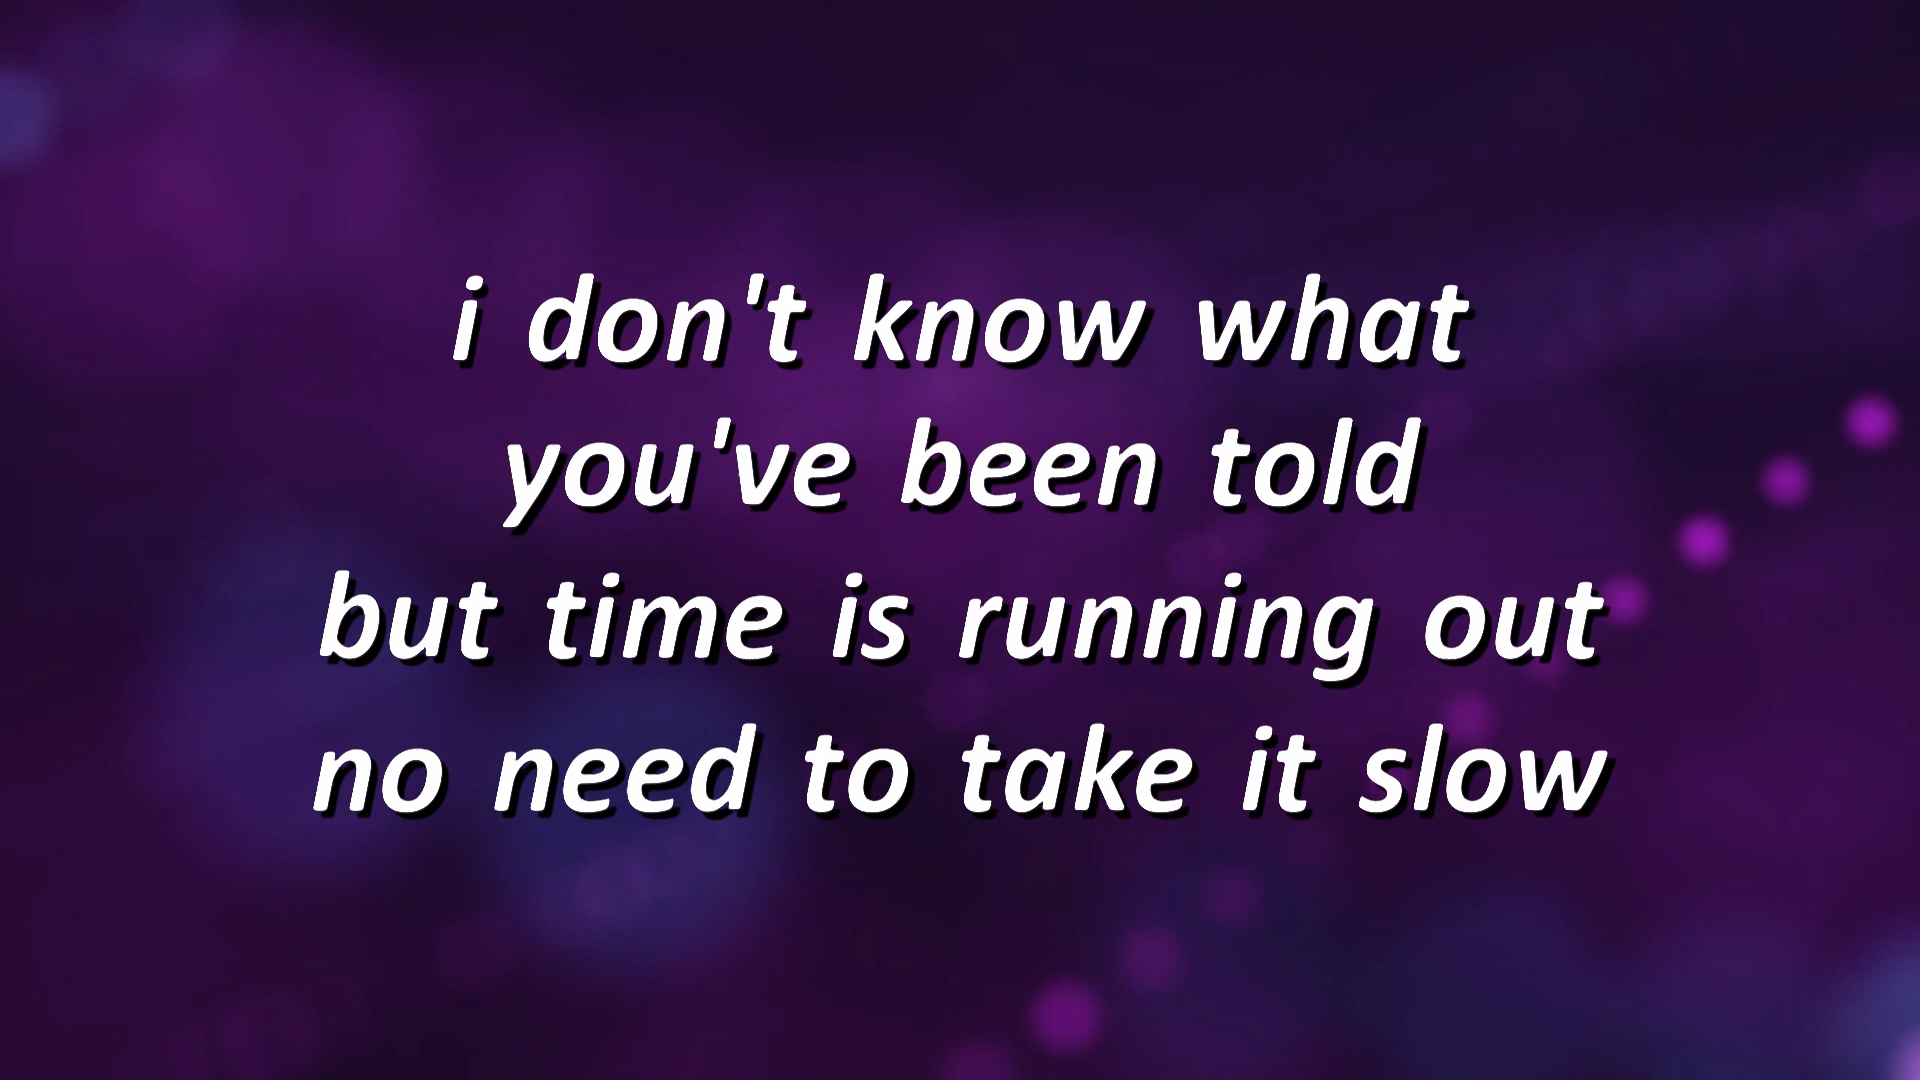 i don't know what
you've been told
but time is running out
no need to take it slow